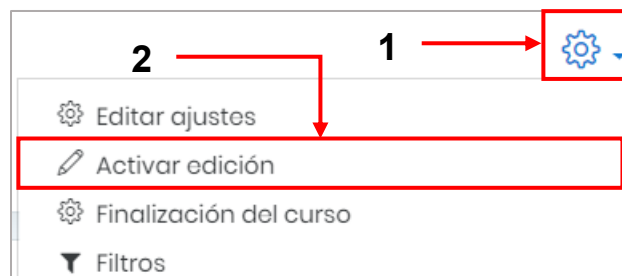 1
2
Editar ajustes
Activar edición
Finalización del curso
Filtros